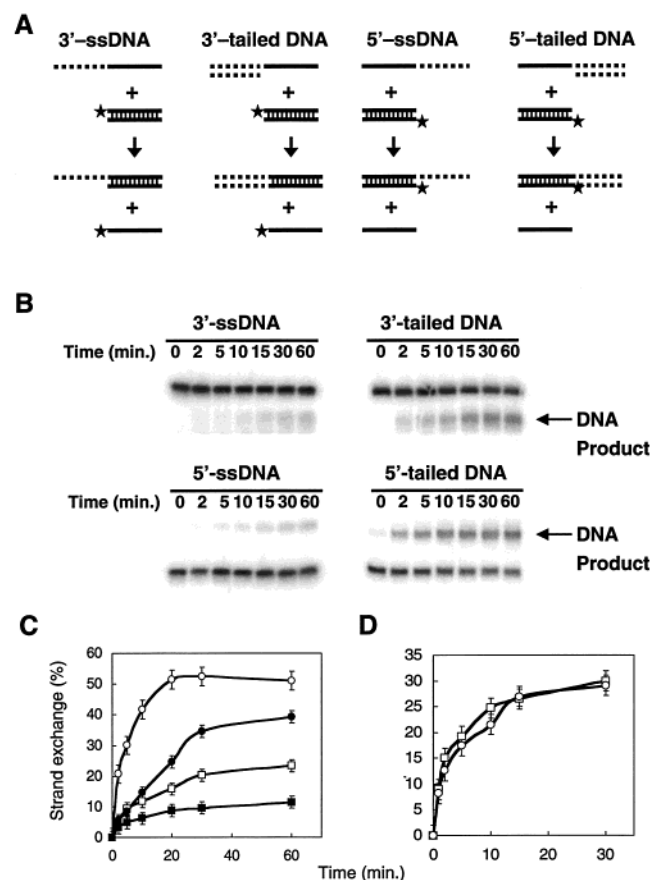 A
3'–ssDNA 3'–tailed DNA 5'–ssDNA 5'–tailed DNA
+ + + +
+ + + +
B
3'-ssDNA 3'-tailed DNA
Time (min.) 0 2 5 10 15 30 60 0 2 5 10 15 30 60
DNA
Product
5'-ssDNA 5'-tailed DNA
Time (min.) 0 2 5 10 15 30 60 0 2 5 10 15 30 60
DNA
Product
C D
Strand exchange (%)
60
50
40
30
20
10
0
0 20 40 60
35
30
25
20
15
10
5
0
0 10 20 30
Time (min.)